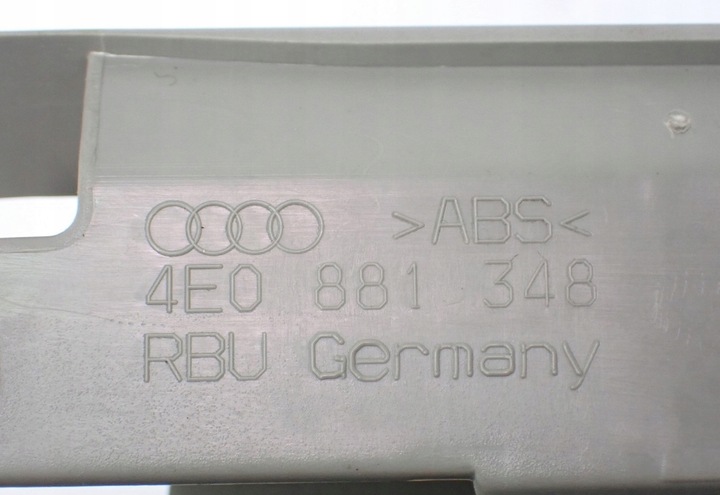 >ABS<
4E0 881 348
RBU Germany